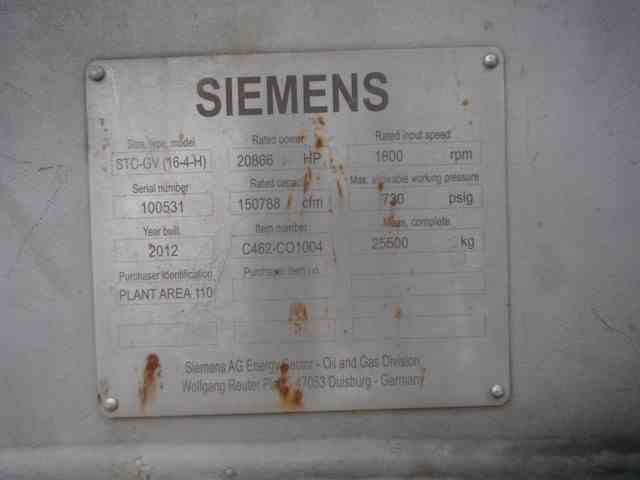 SIEMENS
Size, type, model
Rated power
Rated input speed
STC-GV (16-4-H)
20866 HP
1800 rpm
Serial number
Rated capacity
Max. allowable working pressure
100531
150788 cfm
730 psig
Year built
Item number
Mass, complete
2012
C462-CO1004
25500 kg
Purchaser identification
Purchaser item i.d.
PLANT AREA 110
Siemens AG Energy Sector - Oil and Gas Division
Wolfgang Reuter Platz, 47053 Duisburg - Germany